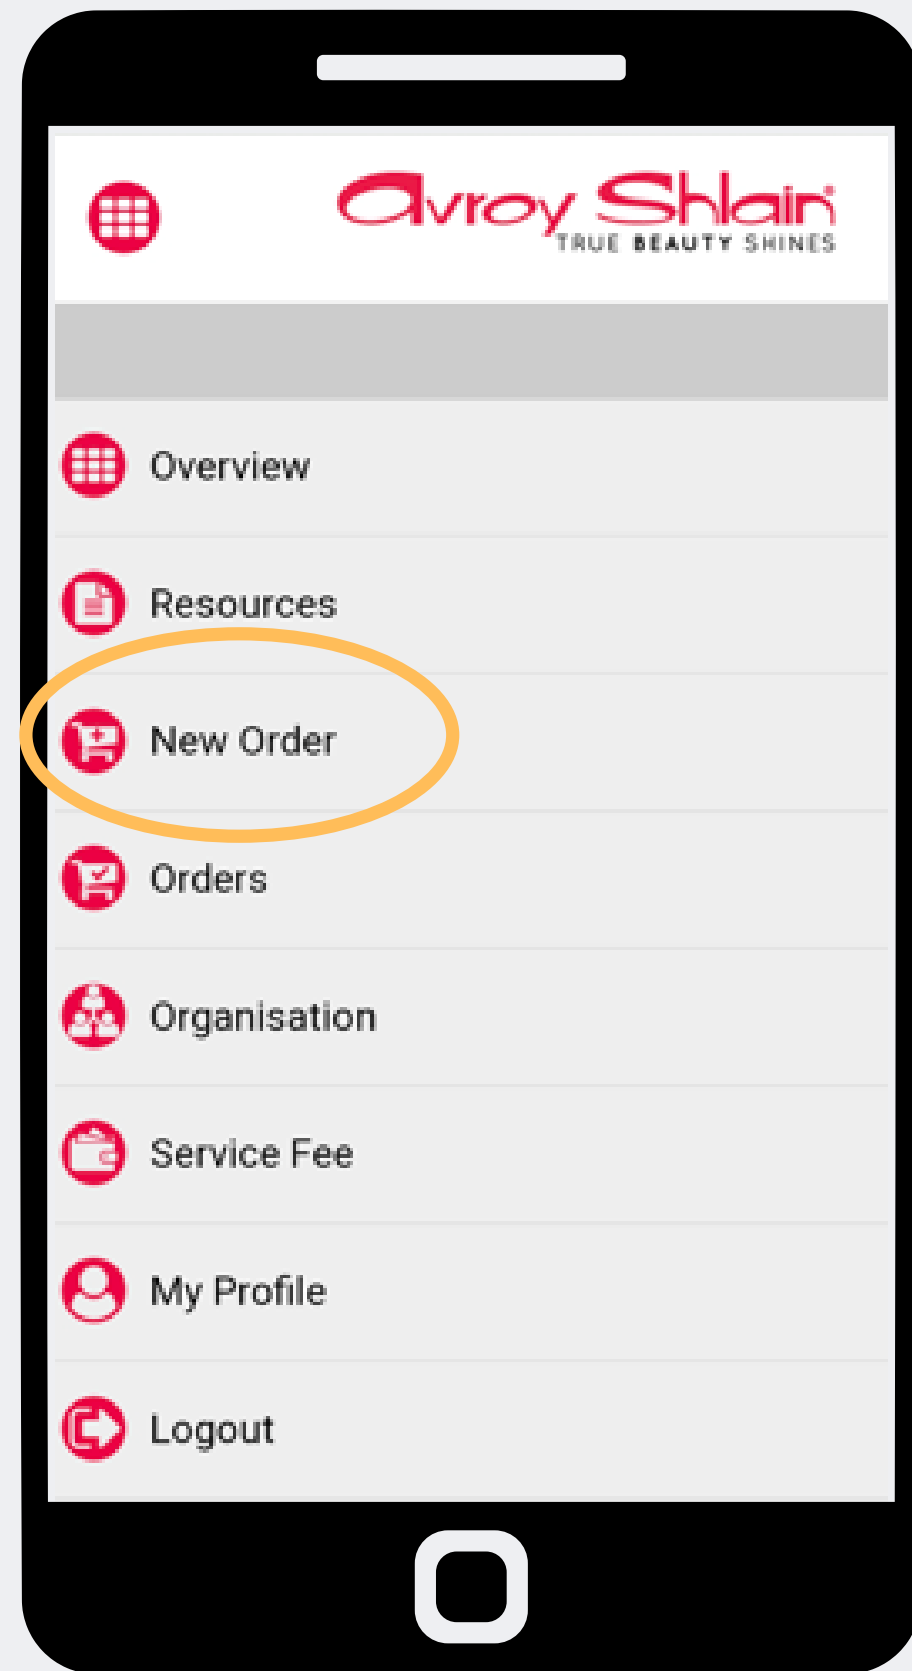 avroy Shlain
TRUE BEAUTY SHINES
Overview
Resources
New Order
Orders
Organisation
Service Fee
My Profile
Logout